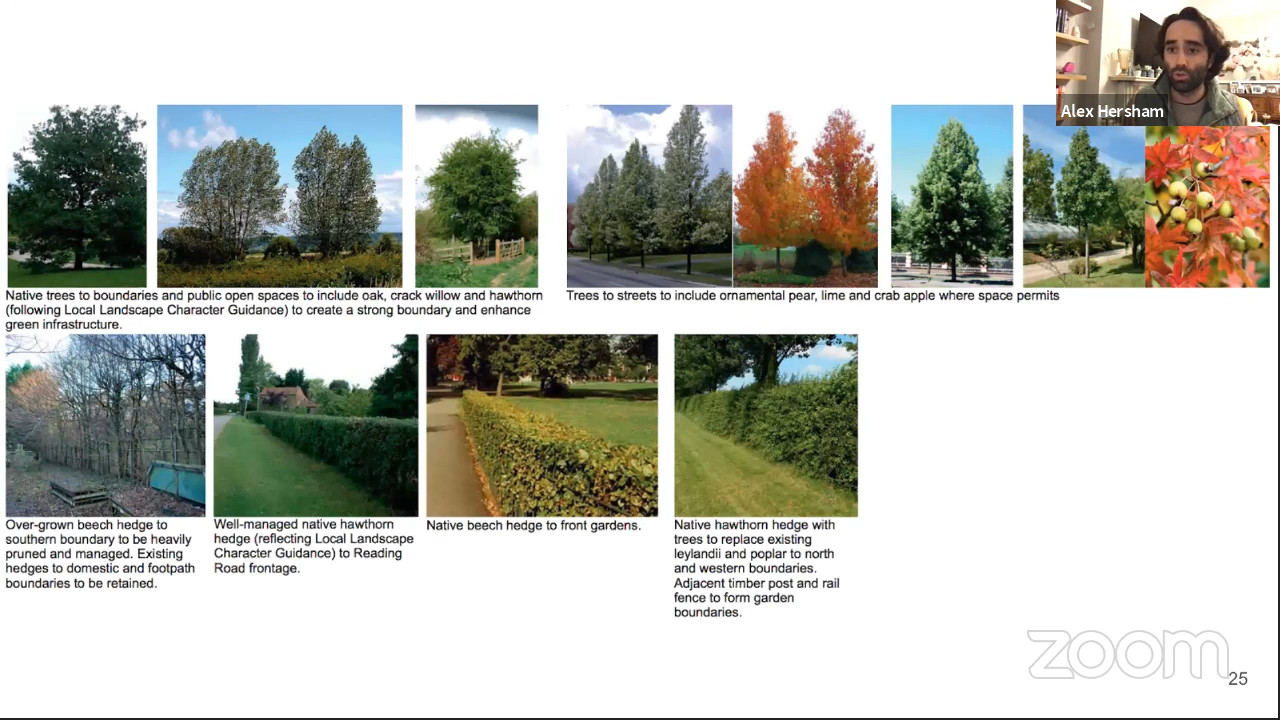 Alex Hersham
Native trees to boundaries and public open spaces to include oak, crack willow and hawthorn
(following Local Landscape Character Guidance) to create a strong boundary and enhance
green infrastructure.
Trees to streets to include ornamental pear, lime and crab apple where space permits
Over-grown beech hedge to
southern boundary to be heavily
pruned and managed. Existing
hedges to domestic and footpath
boundaries to be retained.
Well-managed native hawthorn
hedge (reflecting Local Landscape
Character Guidance) to Reading
Road frontage.
Native beech hedge to front gardens.
Native hawthorn hedge with
trees to replace existing
leylandii and poplar to north
and western boundaries.
Adjacent timber post and rail
fence to form garden
boundaries.
zoom
25